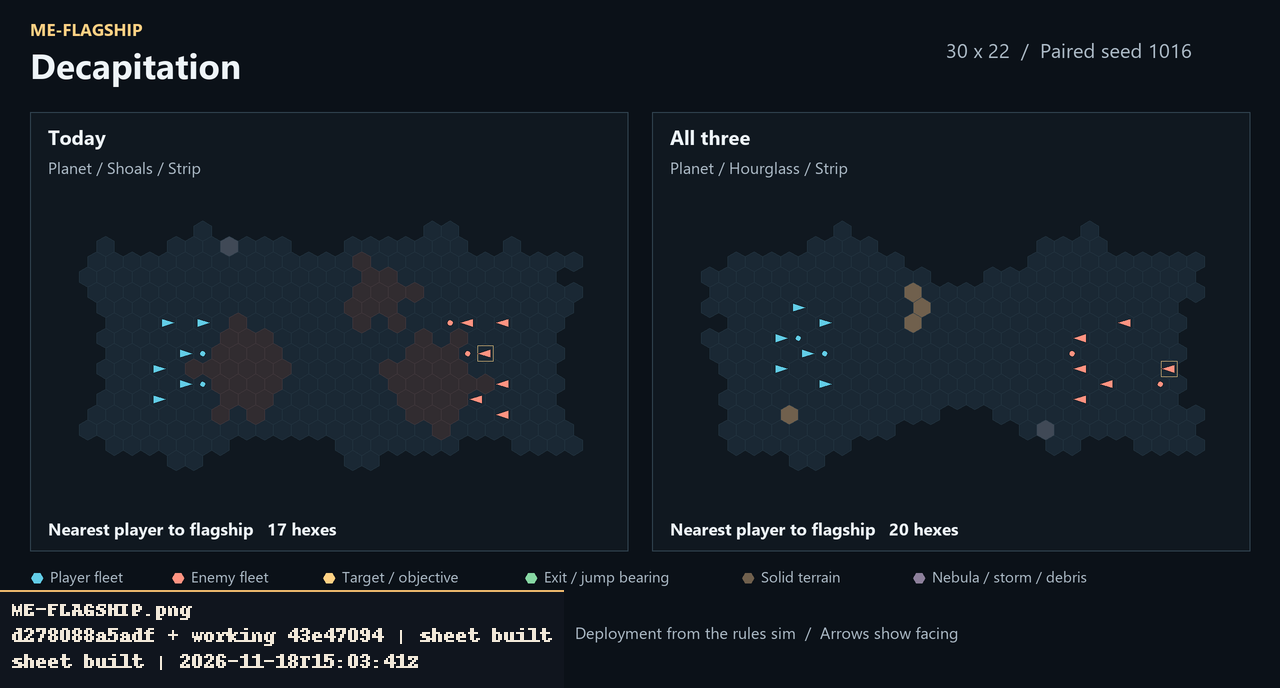 ME-FLAGSHIP
Decapitation
30 x 22 / Paired seed 1016
Today
Planet / Shoals / Strip
Nearest player to flagship 17 hexes
All three
Planet / Hourglass / Strip
Nearest player to flagship 20 hexes
Player fleet
Enemy fleet
Target / objective
Exit / jump bearing
Solid terrain
Nebula / storm / debris
ME-FLAGSHIP.png
d278088a5adf + working 43e47094 | sheet built
sheet built | 2026-11-18T15:03:41Z
Deployment from the rules sim / Arrows show facing